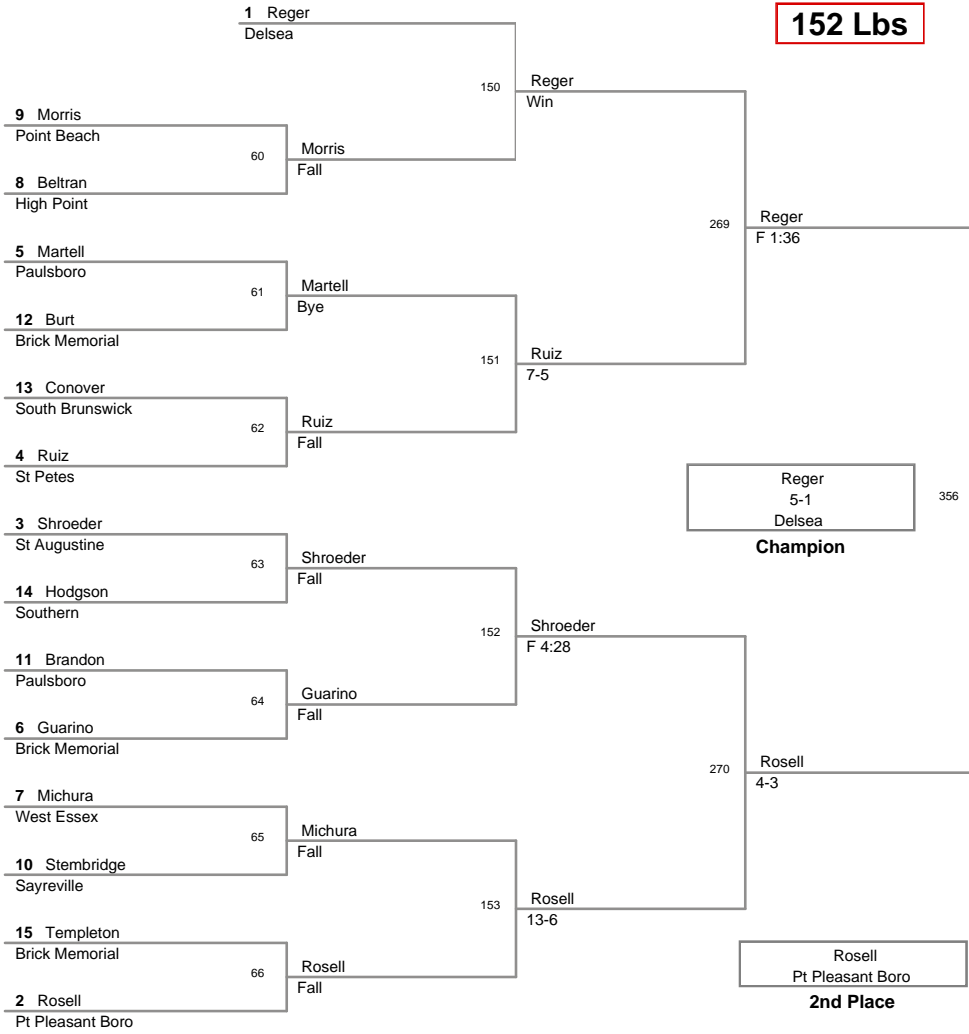 152 Lbs
1 Reger
Delsea
9 Morris
Point Beach
60
8 Beltran
High Point
5 Martell
Paulsboro
61
12 Burt
Brick Memorial
13 Conover
South Brunswick
62
4 Ruiz
St Petes
3 Shroeder
St Augustine
63
14 Hodgson
Southern
11 Brandon
Paulsboro
64
6 Guarino
Brick Memorial
7 Michura
West Essex
65
10 Stembridge
Sayreville
15 Templeton
Brick Memorial
66
2 Rosell
Pt Pleasant Boro
Morris
Fall
150
Martell
Bye
151
Ruiz
Fall
Shroeder
Fall
152
Guarino
Fall
Michura
Fall
153
Rosell
Fall
Reger
Win
269
Ruiz
7-5
Shroeder
F 4:28
270
Rosell
13-6
Reger
F 1:36
Rosell
4-3
Reger
5-1
Delsea
356
Champion
Rosell
Pt Pleasant Boro
2nd Place